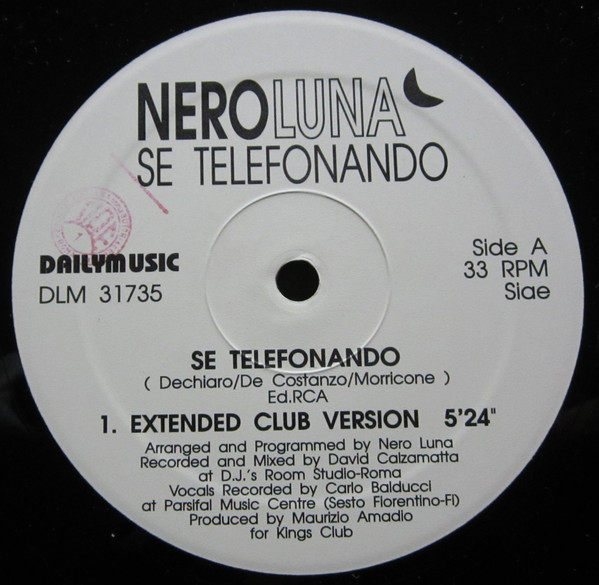 NEROLUNA
SE TELEFONANDO
DAILYMUSIC
DLM 31735
Side A
33 RPM
Siae
SE TELEFONANDO
( Dechiaro/De Costanzo/Morricone )
Ed.RCA
1. EXTENDED CLUB VERSION 5'24"
Arranged and Programmed by Nero Luna
Recorded and Mixed by David Calzamatta
at D.J.'s Room Studio-Roma
Vocals Recorded by Carlo Balducci
at Parsifal Music Centre (Sesto Fiorentino-FI)
Produced by Maurizio Amadio
for Kings Club